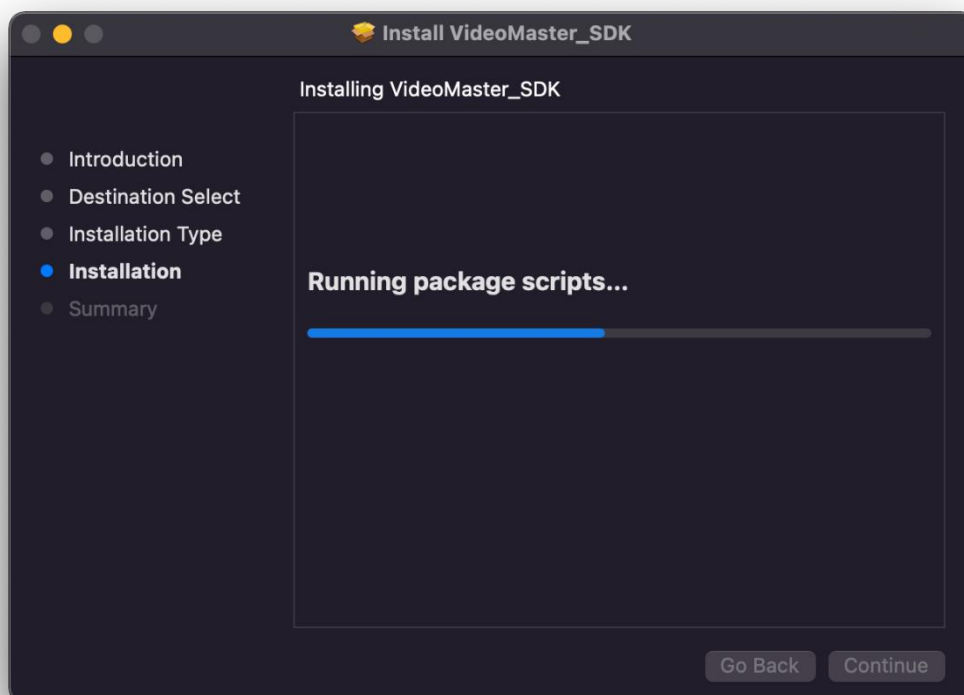 Install VideoMaster_SDK
Installing VideoMaster_SDK
Introduction
Destination Select
Installation Type
Installation
Summary
Running package scripts...
Go Back
Continue